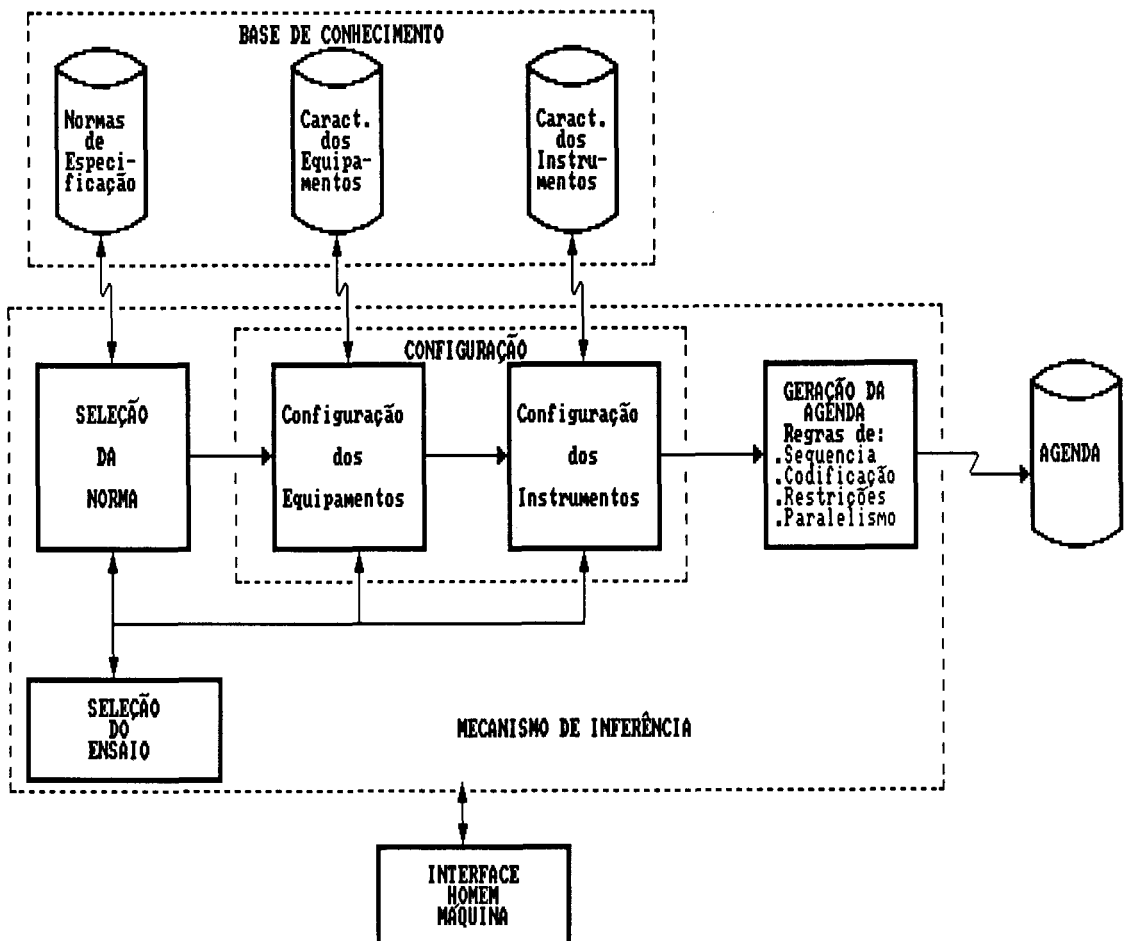 BASE DE CONHECIMENTO
Normas
de
Especi-
ficação
Caract.
dos
Equipa-
mentos
Caract.
dos
Instru-
mentos
CONFIGURAÇÃO
SELEÇÃO
DA
NORMA
Configuração
dos
Equipamentos
Configuração
dos
Instrumentos
GERAÇÃO DA
AGENDA
Regras de:
.Sequencia
.Codificação
.Restrições
.Paralelismo
AGENDA
SELEÇÃO
DO
ENSAIO
MECANISMO DE INFERÊNCIA
INTERFACE
HOMEM
MÁQUINA